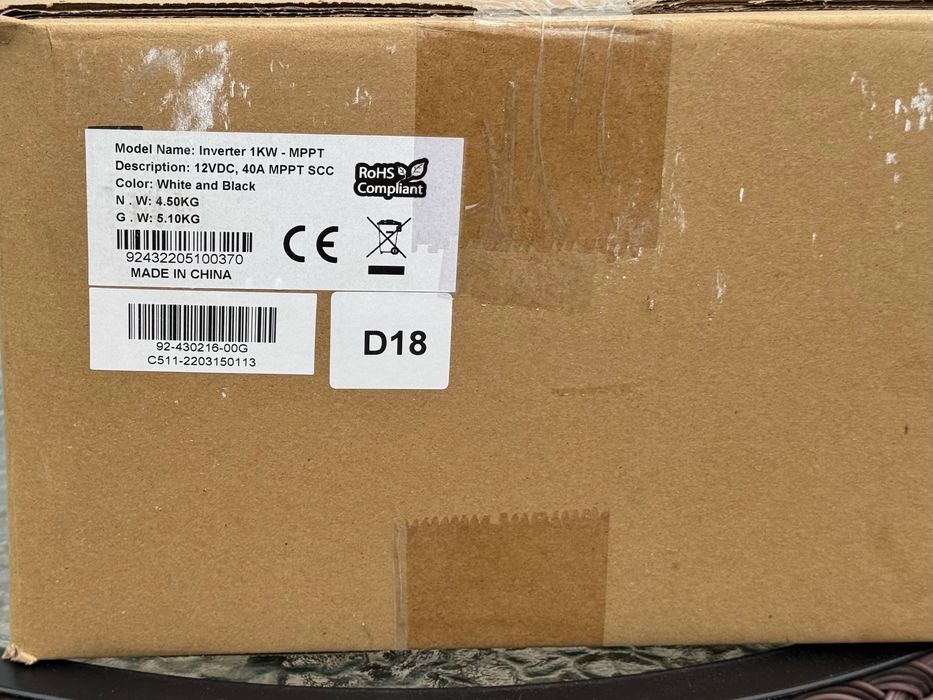 Model Name: Inverter 1KW - MPPT
Description: 12VDC, 40A MPPT SCC
Color: White and Black
N . W: 4.50KG
G . W: 5.10KG
92432205100370
MADE IN CHINA
RoHS
Compliant
CE
92-430216-00G
C511-2203150113
D18